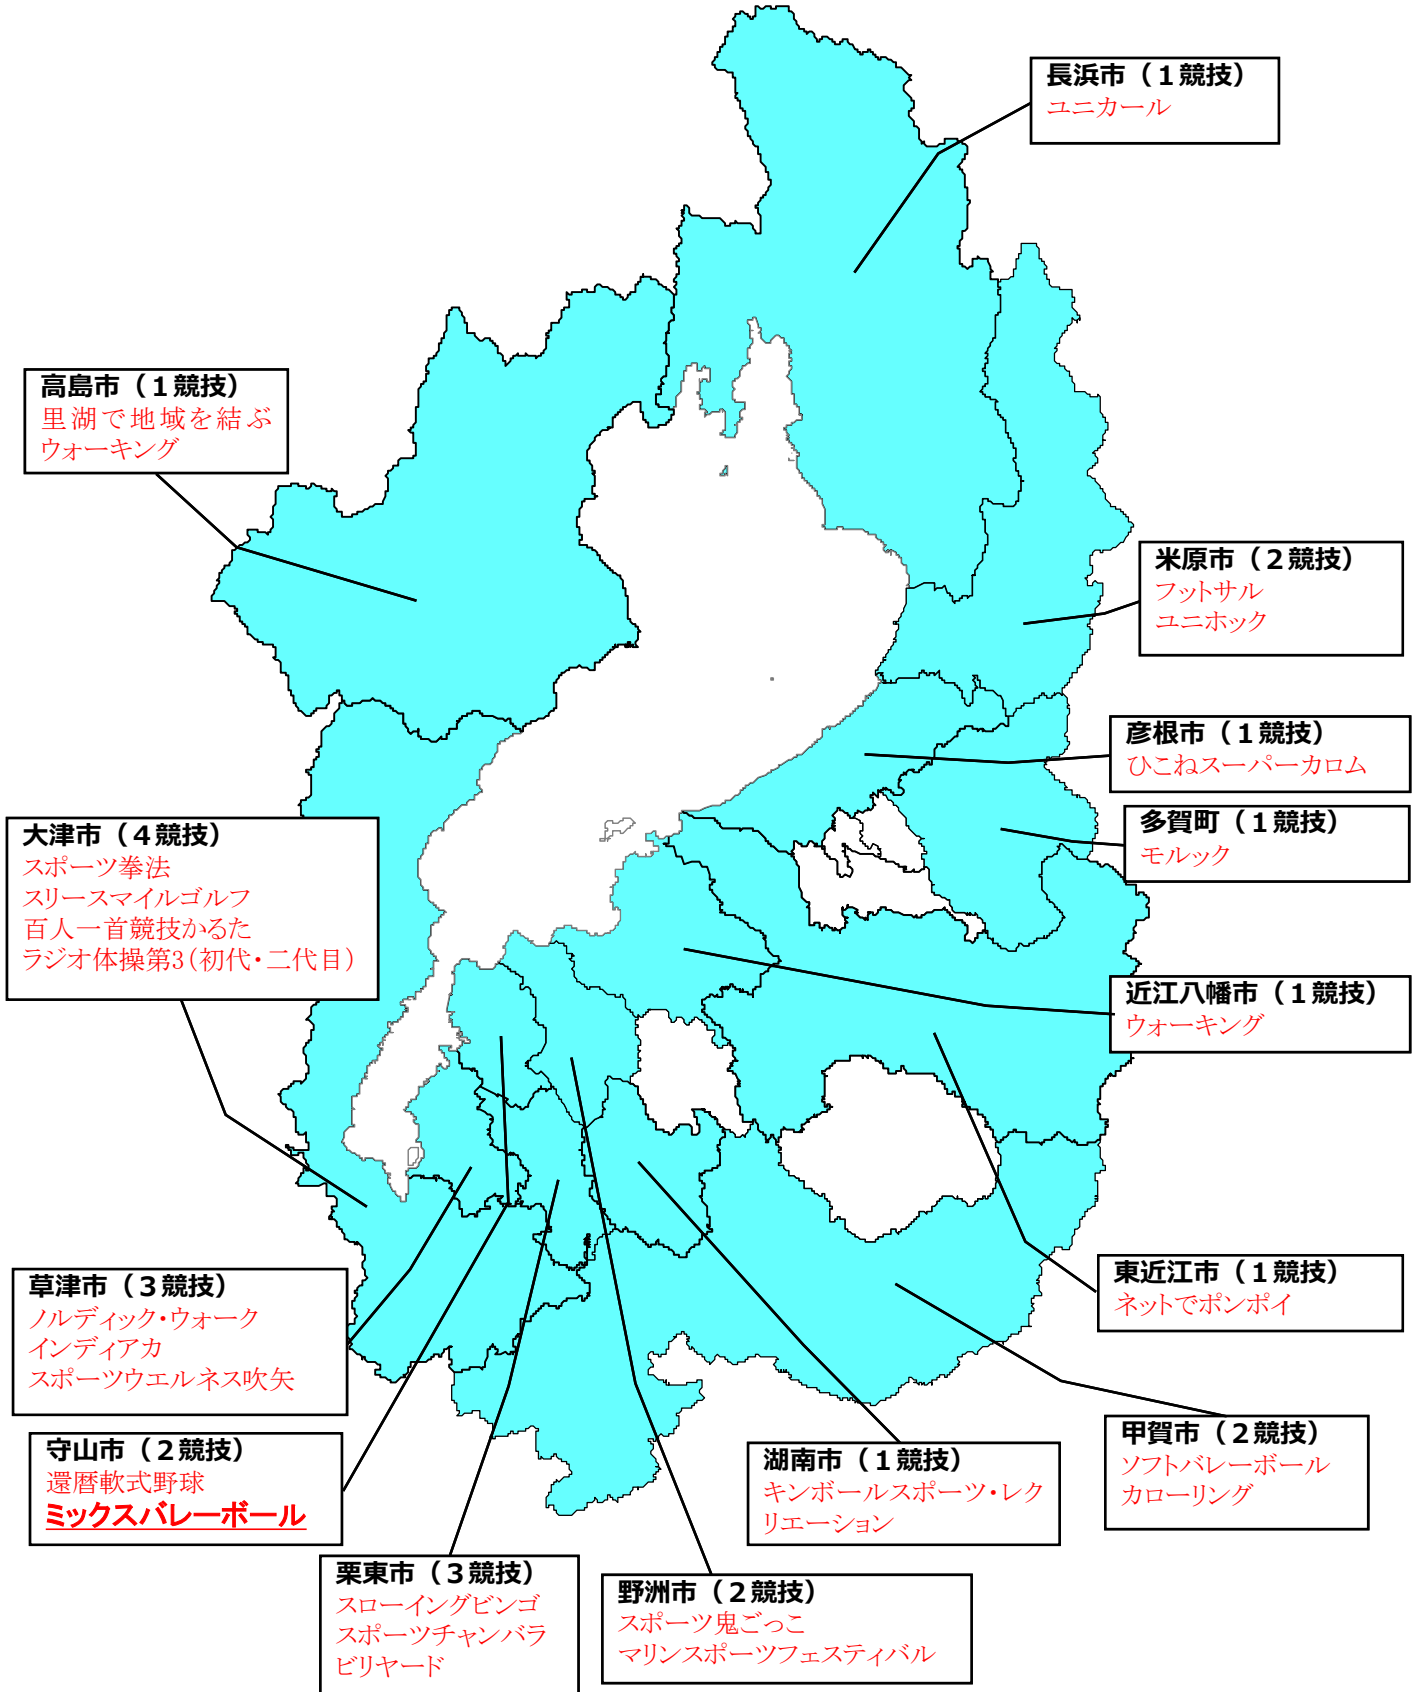 長浜市（１競技）
ユニカール
高島市（１競技）
里湖で地域を結ぶ
ウォーキング
米原市（２競技）
フットサル
ユニホック
彦根市（１競技）
ひこねスーパーカロム
多賀町（１競技）
モルック
大津市（４競技）
スポーツ拳法
スリースマイルゴルフ
百人一首競技かるた
ラジオ体操第3（初代・二代目）
近江八幡市（１競技）
ウォーキング
東近江市（１競技）
ネットでポンポイ
草津市（３競技）
ノルディック・ウォーク
インディアカ
スポーツウエルネス吹矢
守山市（２競技）
還暦軟式野球
ミックスバレーボール
湖南市（１競技）
キンボールスポーツ・レク
リエーション
甲賀市（２競技）
ソフトバレーボール
カローリング
栗東市（３競技）
スローイングビンゴ
スポーツチャンバラ
ビリヤード
野洲市（２競技）
スポーツ鬼ごっこ
マリンスポーツフェスティバル